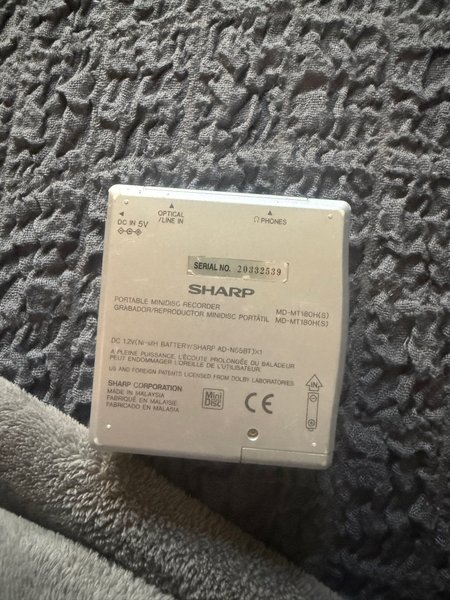 DC IN 5V
OPTICAL
/LINE IN
PHONES
SERIAL NO. 20332539
SHARP
PORTABLE MINIDISC RECORDER MD-MT180H(S)
GRABADOR/REPRODUCTOR MINIDISC PORTÁTIL MD-MT180H(S)
DC 1.2V(Ni-MH BATTERY/SHARP AD-N55BT)×1
A PLEINE PUISSANCE, L'ÉCOUTE PROLONGÉE DU BALADEUR
PEUT ENDOMMAGER L'OREILLE DE L'UTILISATEUR.
US AND FOREIGN PATENTS LICENSED FROM DOLBY LABORATORIES.
SHARP CORPORATION
MADE IN MALAYSIA
FABRIQUÉ EN MALAISIE
FABRICADO EN MALASIA
Mini
Disc
CE
IN